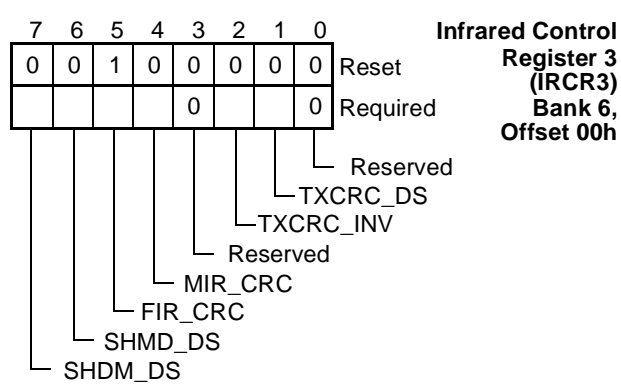 7 6 5 4 3 2 1 0
Infrared Control
Register 3
(IRCR3)
Bank 6,
Offset 00h
0 0 1 0 0 0 0 0 Reset
0 0 Required
Reserved
TXCRC_DS
TXCRC_INV
Reserved
MIR_CRC
FIR_CRC
SHMD_DS
SHDM_DS